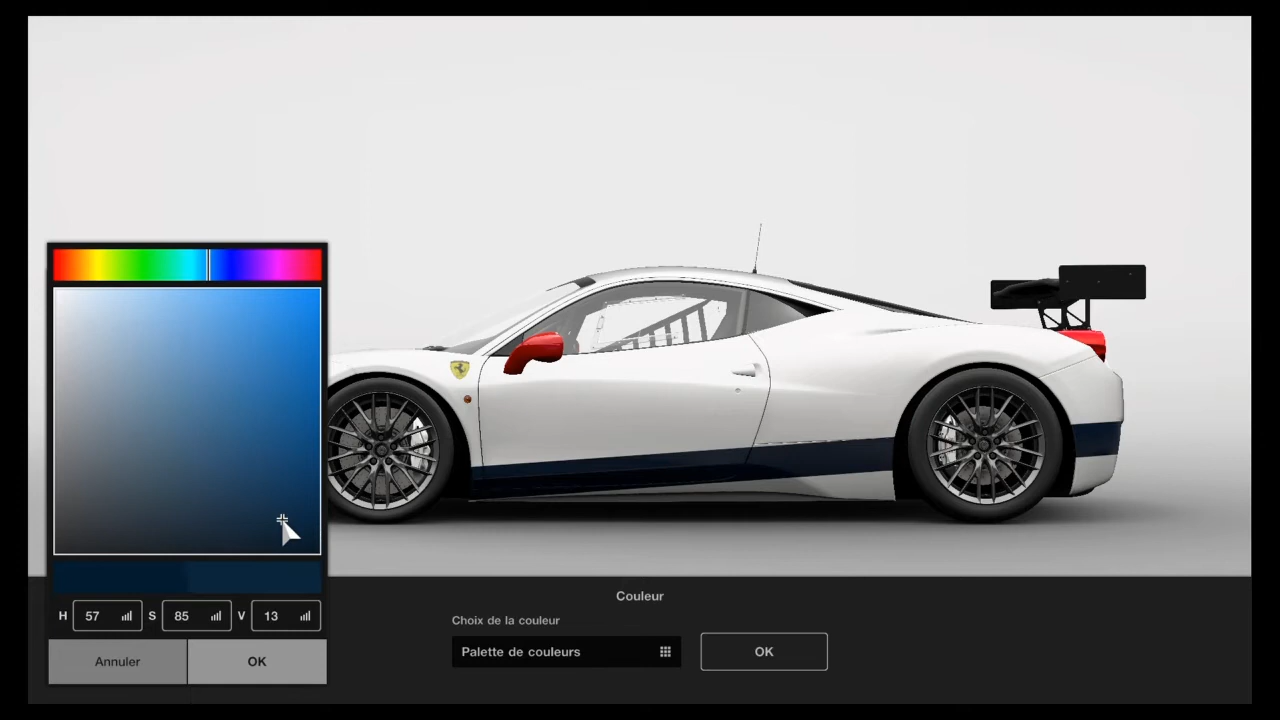 H 57 S 85 V 13
Annuler OK
Couleur
Choix de la couleur
Palette de couleurs OK